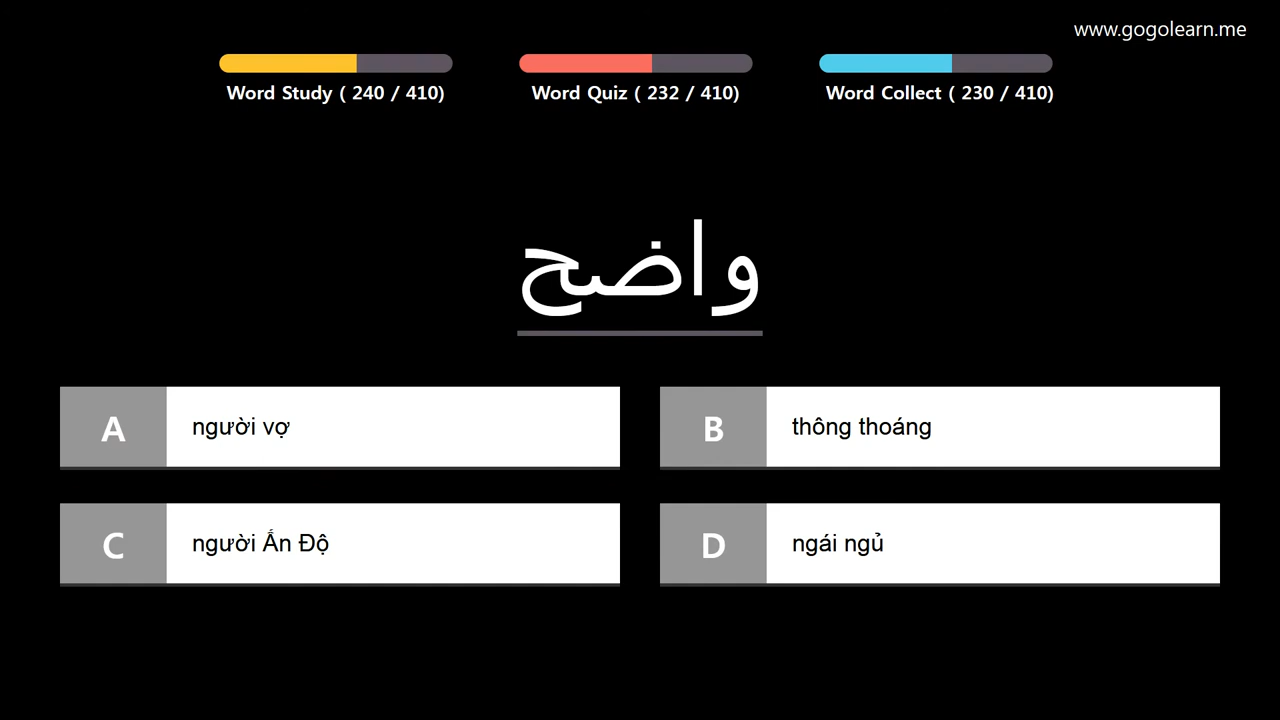 www.gogolearn.me
Word Study ( 240 / 410)
Word Quiz ( 232 / 410)
Word Collect ( 230 / 410)
واضح
A
người vợ
B
thông thoáng
C
người Ấn Độ
D
ngái ngủ